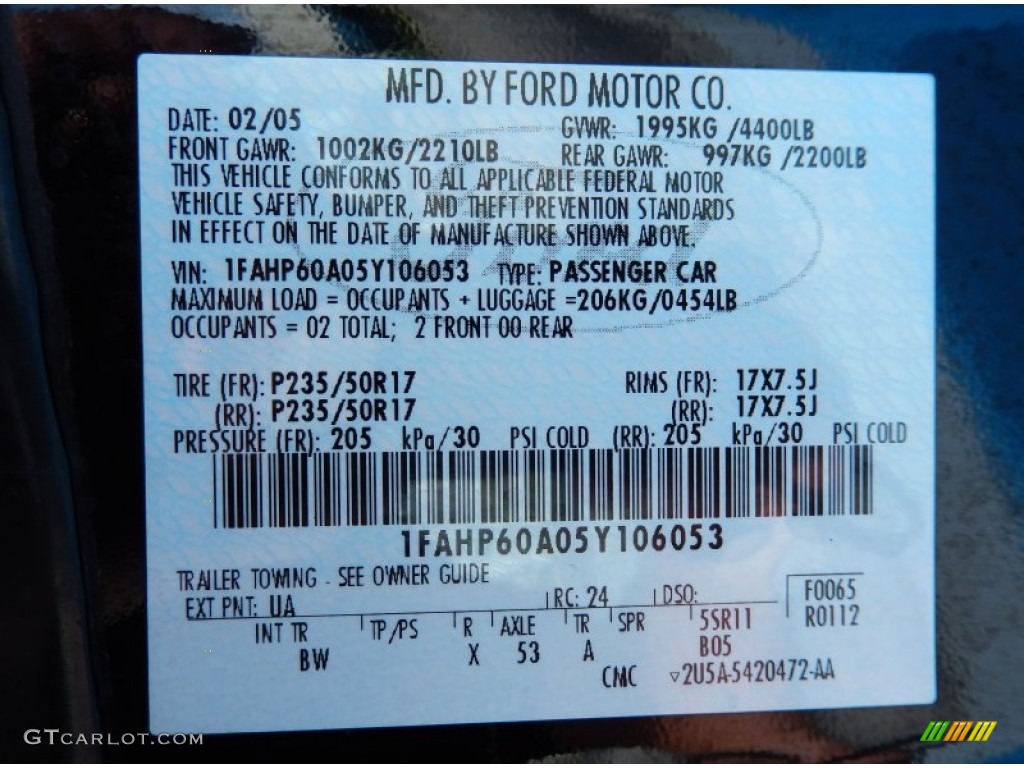 MFD. BY FORD MOTOR CO.
DATE: 02/05 GVWR: 1995KG /4400LB
FRONT GAWR: 1002KG/2210LB REAR GAWR: 997KG /2200LB
THIS VEHICLE CONFORMS TO ALL APPLICABLE FEDERAL MOTOR
VEHICLE SAFETY, BUMPER, AND THEFT PREVENTION STANDARDS
IN EFFECT ON THE DATE OF MANUFACTURE SHOWN ABOVE.
VIN: 1FAHP60A05Y106053 TYPE: PASSENGER CAR
MAXIMUM LOAD = OCCUPANTS + LUGGAGE =206KG/0454LB
OCCUPANTS = 02 TOTAL; 2 FRONT 00 REAR
TIRE (FR): P235/50R17 RIMS (FR): 17X7.5J
(RR): P235/50R17 (RR): 17X7.5J
PRESSURE (FR): 205 kPa/30 PSI COLD (RR): 205 kPa/30 PSI COLD
1FAHP60A05Y106053
TRAILER TOWING - SEE OWNER GUIDE
EXT PNT: UA RC: 24 DSO: F0065
INT TR TP/PS R AXLE TR SPR 5SR11 R0112
BW X 53 A B05
CMC ▽2U5A-5420472-AA
GTCARLOT.COM